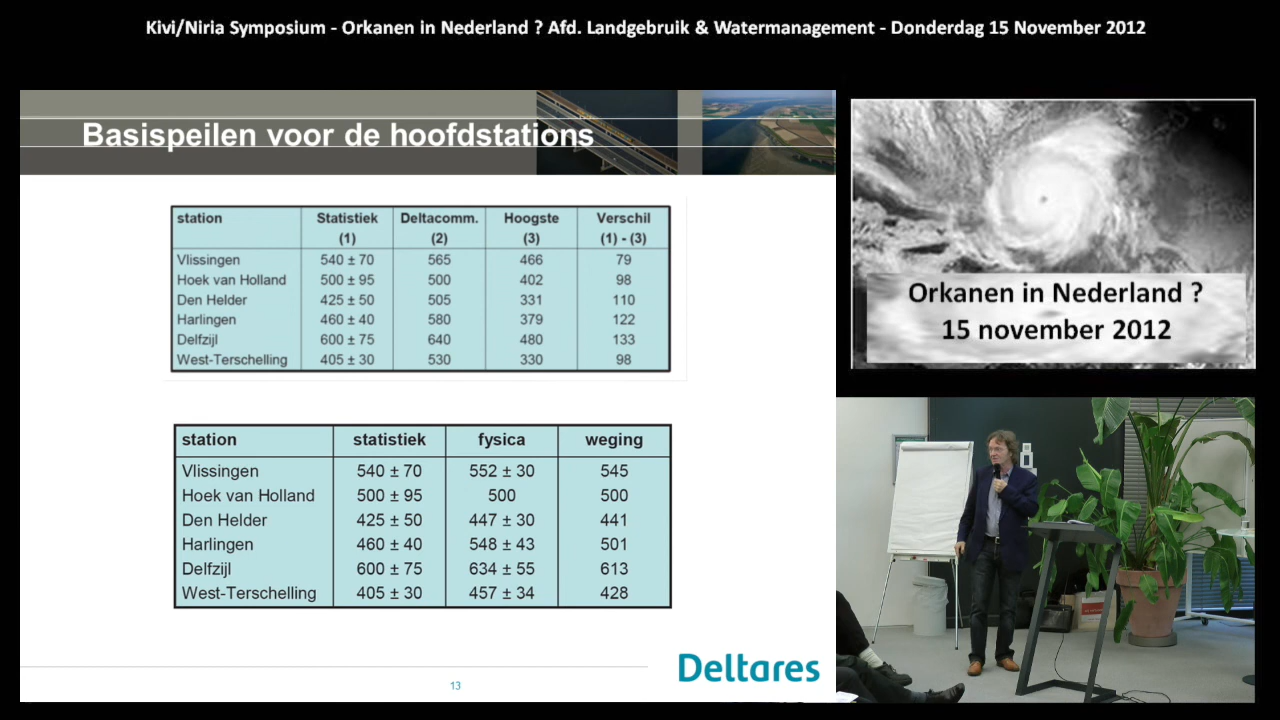 Kivi/Niria Symposium - Orkanen in Nederland ? Afd. Landgebruik & Watermanagement - Donderdag 15 November 2012
Basispeilen voor de hoofdstations
station Statistiek Deltacomm. Hoogste Verschil
(1) (2) (3) (1) - (3)
Vlissingen 540 ± 70 565 466 79
Hoek van Holland 500 ± 95 500 402 98
Den Helder 425 ± 50 505 331 110
Harlingen 460 ± 40 580 379 122
Delfzijl 600 ± 75 640 480 133
West-Terschelling 405 ± 30 530 330 98
station statistiek fysica weging
Vlissingen 540 ± 70 552 ± 30 545
Hoek van Holland 500 ± 95 500 500
Den Helder 425 ± 50 447 ± 30 441
Harlingen 460 ± 40 548 ± 43 501
Delfzijl 600 ± 75 634 ± 55 613
West-Terschelling 405 ± 30 457 ± 34 428
13
Deltares
Orkanen in Nederland ?
15 november 2012